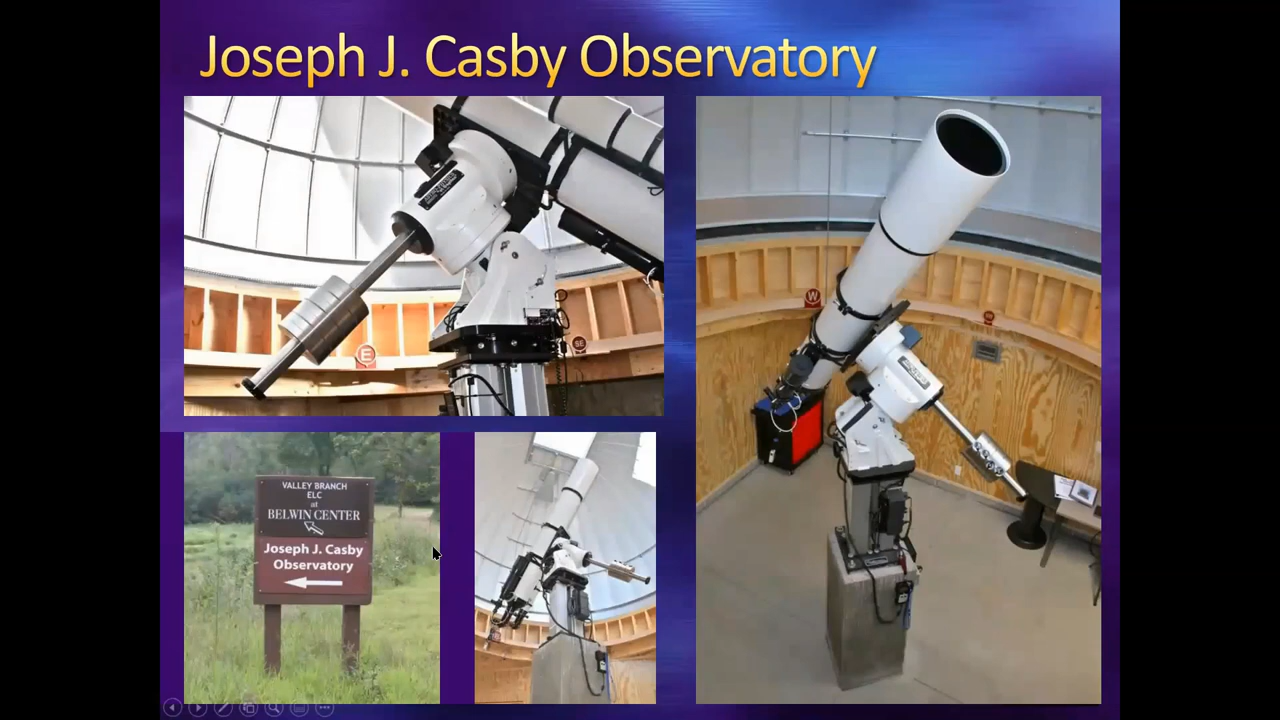 Joseph J. Casby Observatory
E
SE
W
VALLEY BRANCH
ELC
at
BELWIN CENTER
Joseph J. Casby
Observatory